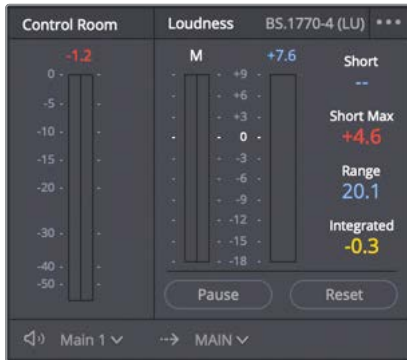 Control Room
Loudness BS.1770-4 (LU) •••
-1.2
0 -
-5 -
-10 -
-15 -
-20 -
-30 -
-40 -
-50 -
M +7.6
- +9 -
- +6 -
- +3 -
- 0 -
- -3 -
- -6 -
- -9 -
- -12 -
- -15 -
- -18 -
Short
--
Short Max
+4.6
Range
20.1
Integrated
-0.3
Pause Reset
Main 1 MAIN